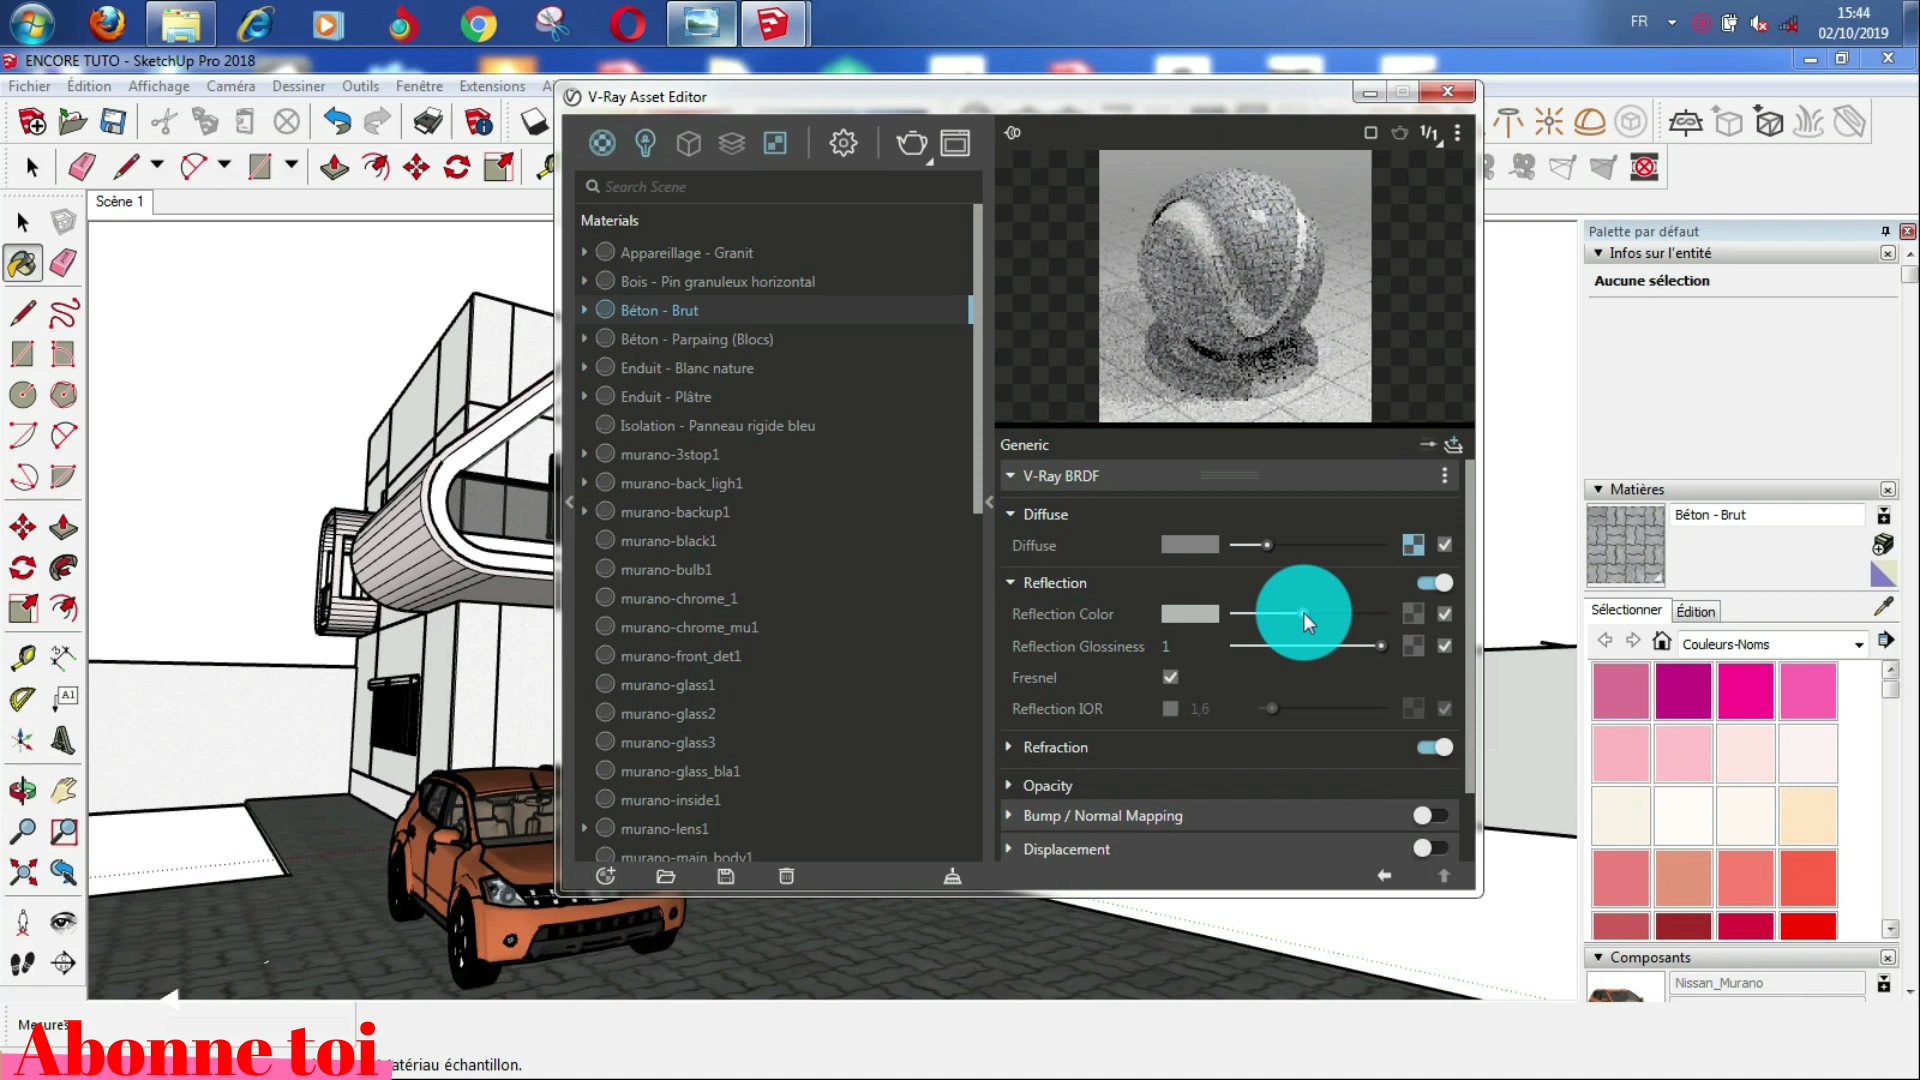 FR
15:44
02/10/2019
ENCORE TUTO - SketchUp Pro 2018
Fichier Édition Affichage Caméra Dessiner Outils Fenêtre Extensions
V-Ray Asset Editor
Scène 1
Search Scene
Materials
Appareillage - Granit
Bois - Pin granuleux horizontal
Béton - Brut
Béton - Parpaing (Blocs)
Enduit - Blanc nature
Enduit - Plâtre
Isolation - Panneau rigide bleu
murano-3stop1
murano-back_ligh1
murano-backup1
murano-black1
murano-bulb1
murano-chrome_1
murano-chrome_mu1
murano-front_det1
murano-glass1
murano-glass2
murano-glass3
murano-glass_bla1
murano-inside1
murano-lens1
murano-main_body1
1/1
Generic
V-Ray BRDF
Diffuse
Diffuse
Reflection
Reflection Color
Reflection Glossiness 1
Fresnel
Reflection IOR 1,6
Refraction
Opacity
Bump / Normal Mapping
Displacement
Palette par défaut
Infos sur l'entité
Aucune sélection
Matières
Béton - Brut
Sélectionner Édition
Couleurs-Noms
Composants
Nissan_Murano
A1
Mesures
Abonne toi
atériau échantillon.